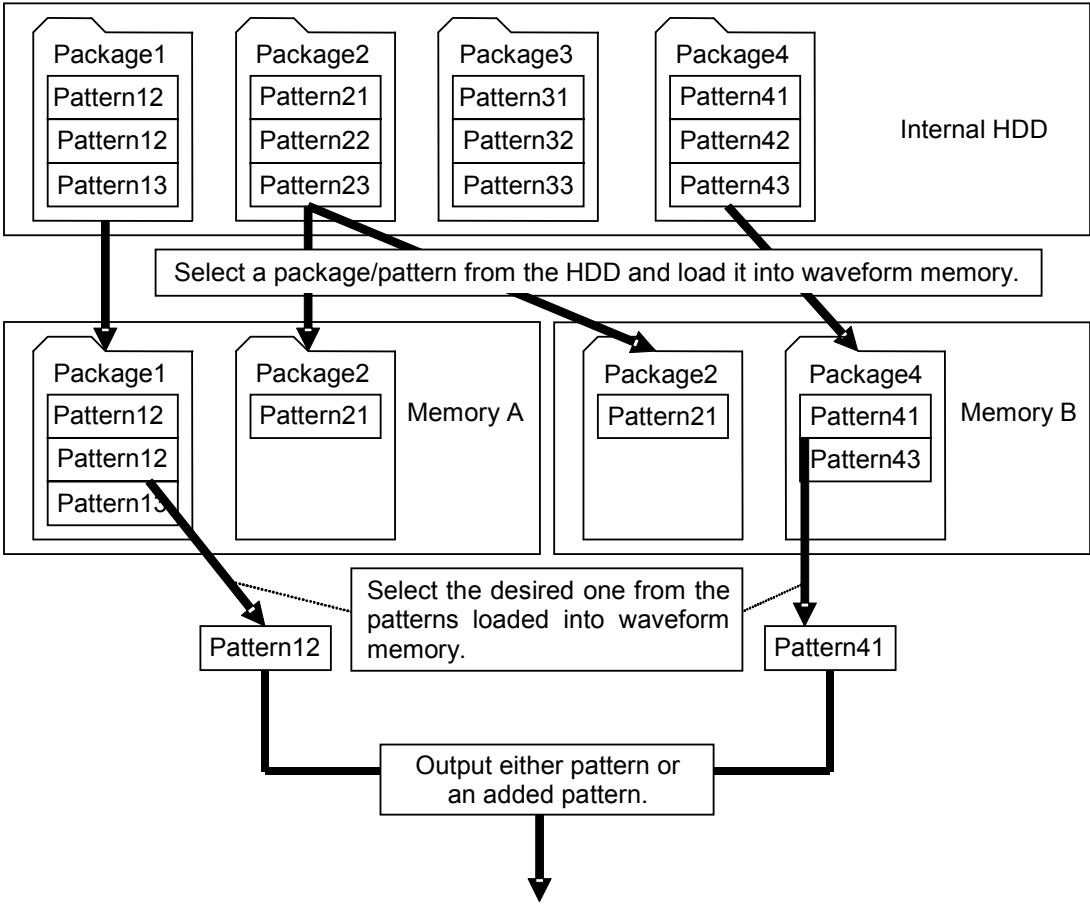 Package1
Pattern12
Pattern12
Pattern13
Package2
Pattern21
Pattern22
Pattern23
Package3
Pattern31
Pattern32
Pattern33
Package4
Pattern41
Pattern42
Pattern43
Internal HDD
Select a package/pattern from the HDD and load it into waveform memory.
Package1
Pattern12
Pattern12
Pattern13
Package2
Pattern21
Memory A
Package2
Pattern21
Package4
Pattern41
Pattern43
Memory B
Select the desired one from the
patterns loaded into waveform
memory.
Pattern12
Pattern41
Output either pattern or
an added pattern.